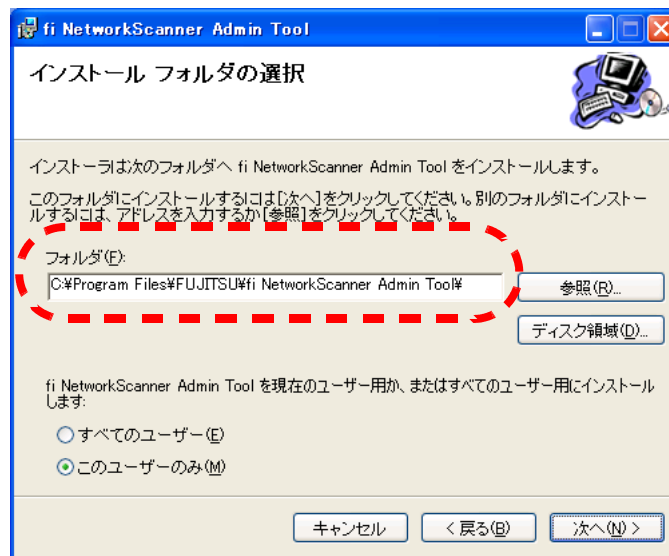 fi NetworkScanner Admin Tool
インストール フォルダの選択
インストーラは次のフォルダへ fi NetworkScanner Admin Tool をインストールします。
このフォルダにインストールするには[次へ]をクリックしてください。別のフォルダにインストー
ルするには、アドレスを入力するか[参照]をクリックしてください。
フォルダ(F):
C:¥Program Files¥FUJITSU¥fi NetworkScanner Admin Tool¥
参照(R)...
ディスク領域(D)...
fi NetworkScanner Admin Tool を現在のユーザー用か、またはすべてのユーザー用にインストール
します:
すべてのユーザー(E)
このユーザーのみ(M)
キャンセル
< 戻る(B)
次へ(N) >